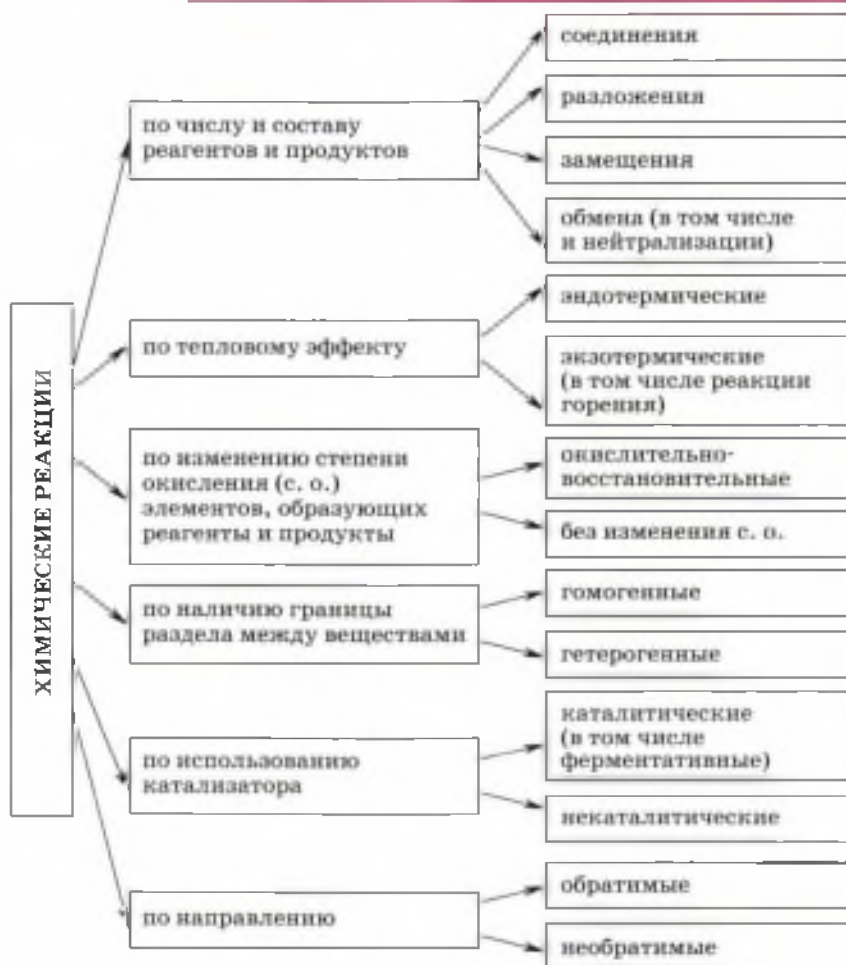 ХИМИЧЕСКИЕ РЕАКЦИИ
по числу и составу
реагентов и продуктов
соединения
разложения
замещения
обмена (в том числе
и нейтрализации)
по тепловому эффекту
эндотермические
экзотермические
(в том числе реакции
горения)
по изменению степени
окисления (с. о.)
элементов, образующих
реагенты и продукты
окислительно-
восстановительные
без изменения с. о.
по наличию границы
раздела между веществами
гомогенные
гетерогенные
по использованию
катализатора
каталитические
(в том числе
ферментативные)
некаталитические
по направлению
обратимые
необратимые